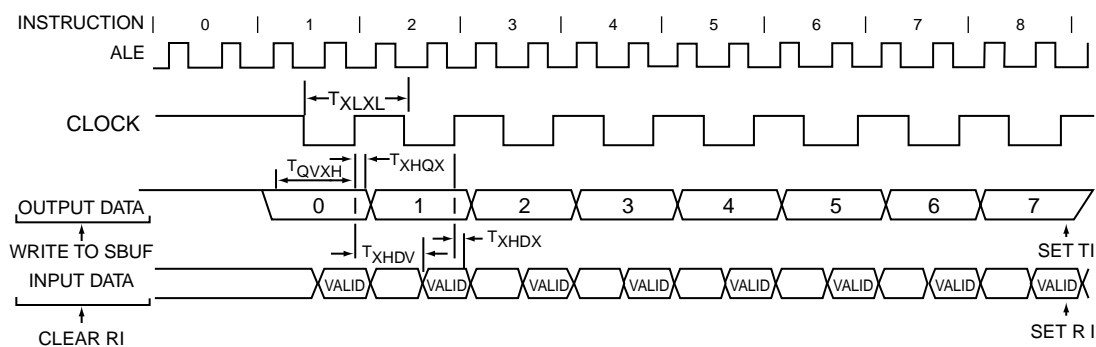 INSTRUCTION 0 1 2 3 4 5 6 7 8
ALE
TXLXL
CLOCK
TQVXH TXHQX
OUTPUT DATA 0 1 2 3 4 5 6 7
WRITE TO SBUF TXHDV TXHDX SET TI
INPUT DATA VALID VALID VALID VALID VALID VALID VALID VALID
CLEAR RI SET R I